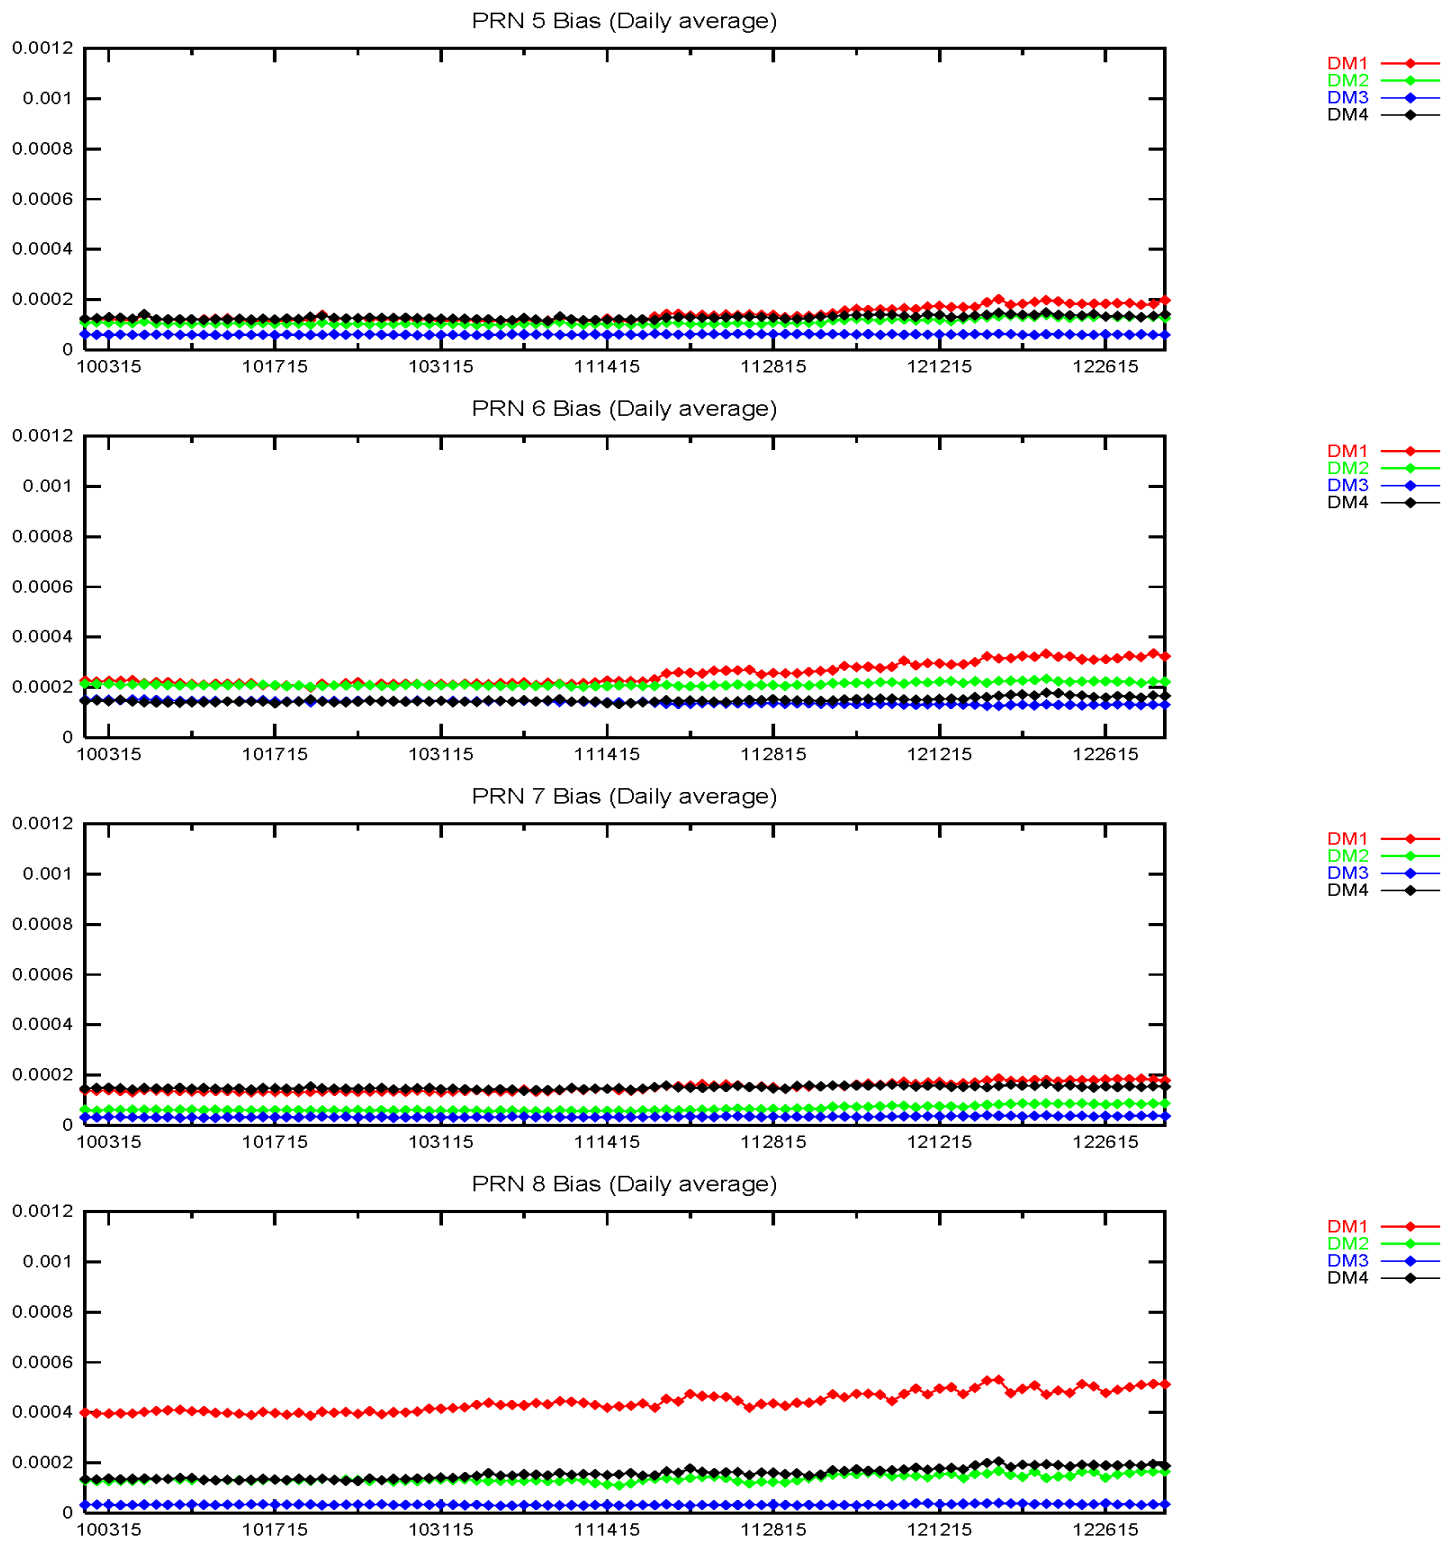 PRN 5 Bias (Daily average)
0.0012
0.001
0.0008
0.0006
0.0004
0.0002
0
100315 101715 103115 111415 112815 121215 122615
DM1
DM2
DM3
DM4
PRN 6 Bias (Daily average)
0.0012
0.001
0.0008
0.0006
0.0004
0.0002
0
100315 101715 103115 111415 112815 121215 122615
DM1
DM2
DM3
DM4
PRN 7 Bias (Daily average)
0.0012
0.001
0.0008
0.0006
0.0004
0.0002
0
100315 101715 103115 111415 112815 121215 122615
DM1
DM2
DM3
DM4
PRN 8 Bias (Daily average)
0.0012
0.001
0.0008
0.0006
0.0004
0.0002
0
100315 101715 103115 111415 112815 121215 122615
DM1
DM2
DM3
DM4